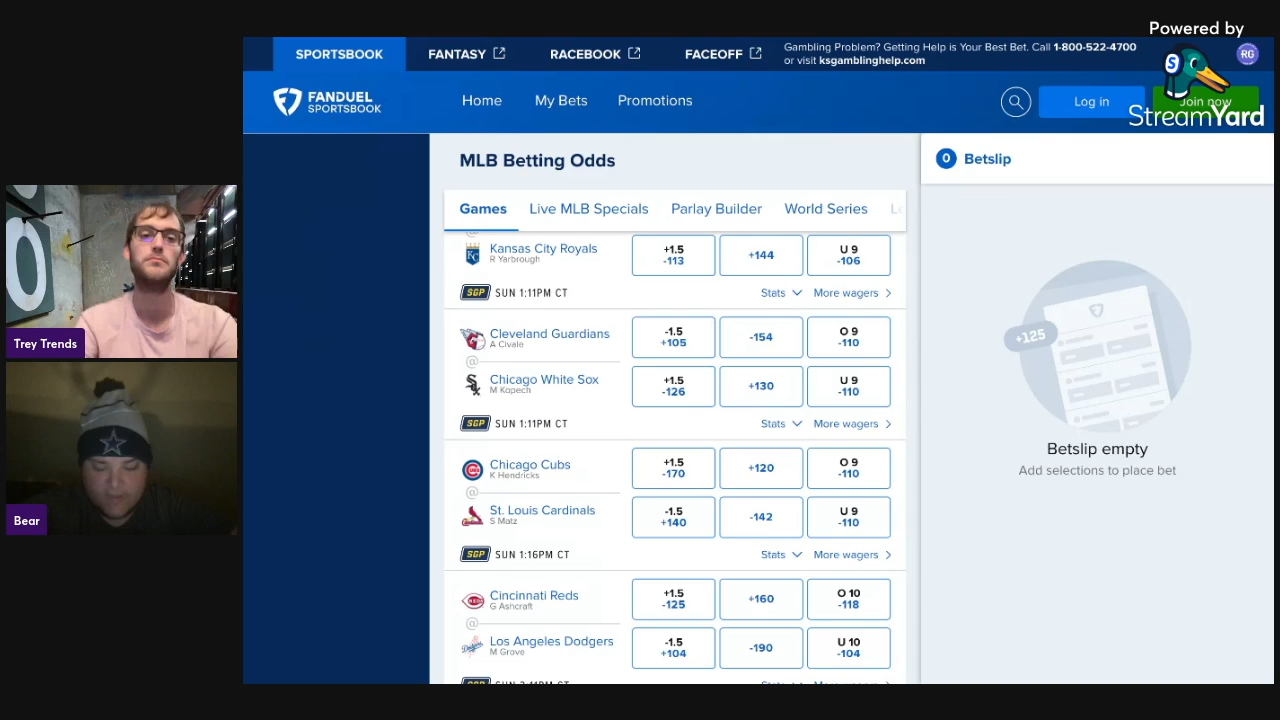 Powered by
StreamYard
SPORTSBOOK
FANTASY
RACEBOOK
FACEOFF
Gambling Problem? Getting Help is Your Best Bet. Call 1-800-522-4700
or visit ksgamblinghelp.com
RG
FANDUEL
SPORTSBOOK
Home
My Bets
Promotions
Log in
Join now
MLB Betting Odds
0 Betslip
Games
Live MLB Specials
Parlay Builder
World Series
@
Kansas City Royals
R Yarbrough
+1.5
-113
+144
U 9
-106
SGP SUN 1:11PM CT
Stats
More wagers
Cleveland Guardians
A Civale
-1.5
+105
-154
O 9
-110
@
Chicago White Sox
M Kopech
+1.5
-126
+130
U 9
-110
SGP SUN 1:11PM CT
Stats
More wagers
Chicago Cubs
K Hendricks
+1.5
-170
+120
O 9
-110
@
St. Louis Cardinals
S Matz
-1.5
+140
-142
U 9
-110
SGP SUN 1:16PM CT
Stats
More wagers
Cincinnati Reds
G Ashcraft
+1.5
-125
+160
O 10
-118
@
Los Angeles Dodgers
M Grove
-1.5
+104
-190
U 10
-104
+125
Betslip empty
Add selections to place bet
Trey Trends
Bear